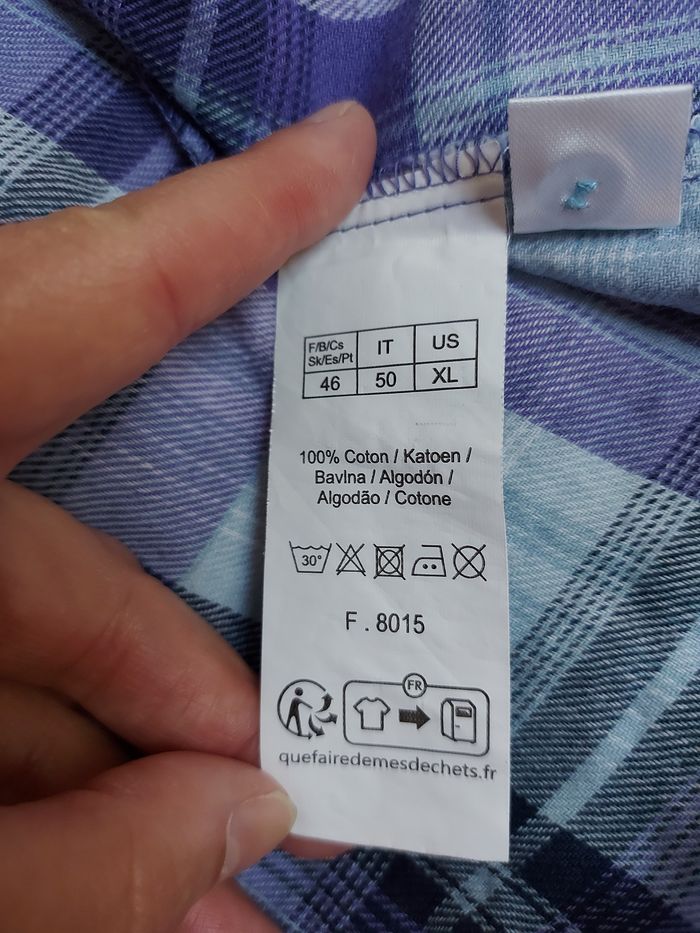 F/B/Cs IT US
Sk/Es/Pt
46 50 XL
100% Coton / Katoen /
Bavlna / Algodón /
Algodão / Cotone
30°
F . 8015
FR
quefairedemesdechets.fr